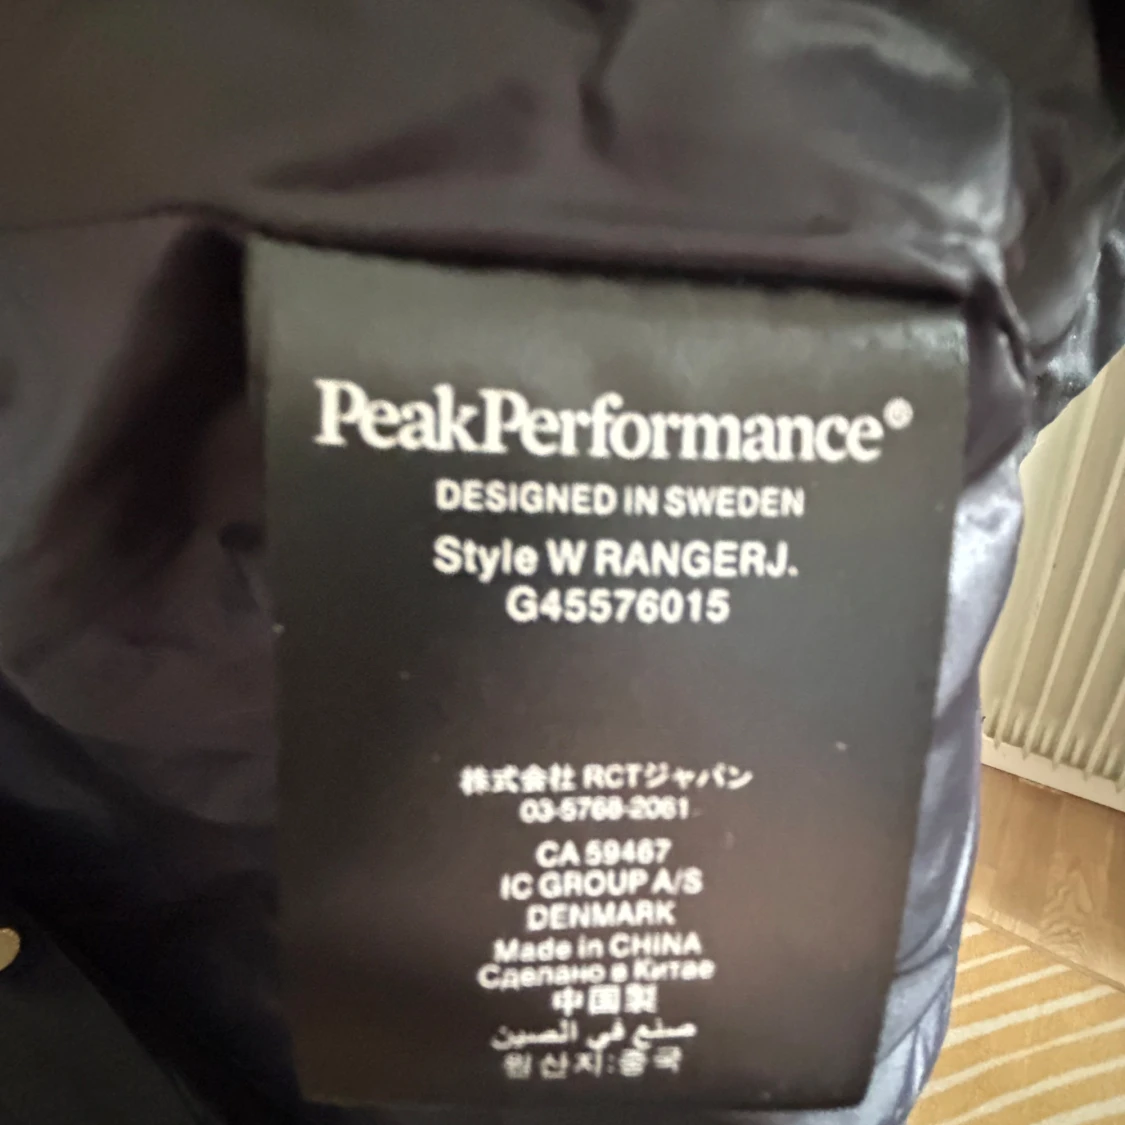 PeakPerformance®
DESIGNED IN SWEDEN
Style W RANGERJ.
G45576015
株式会社 RCTジャパン
03-5768-2061
CA 59467
IC GROUP A/S
DENMARK
Made in CHINA
Сделано в Китае
中国製
صنع في الصين
원산지:중국